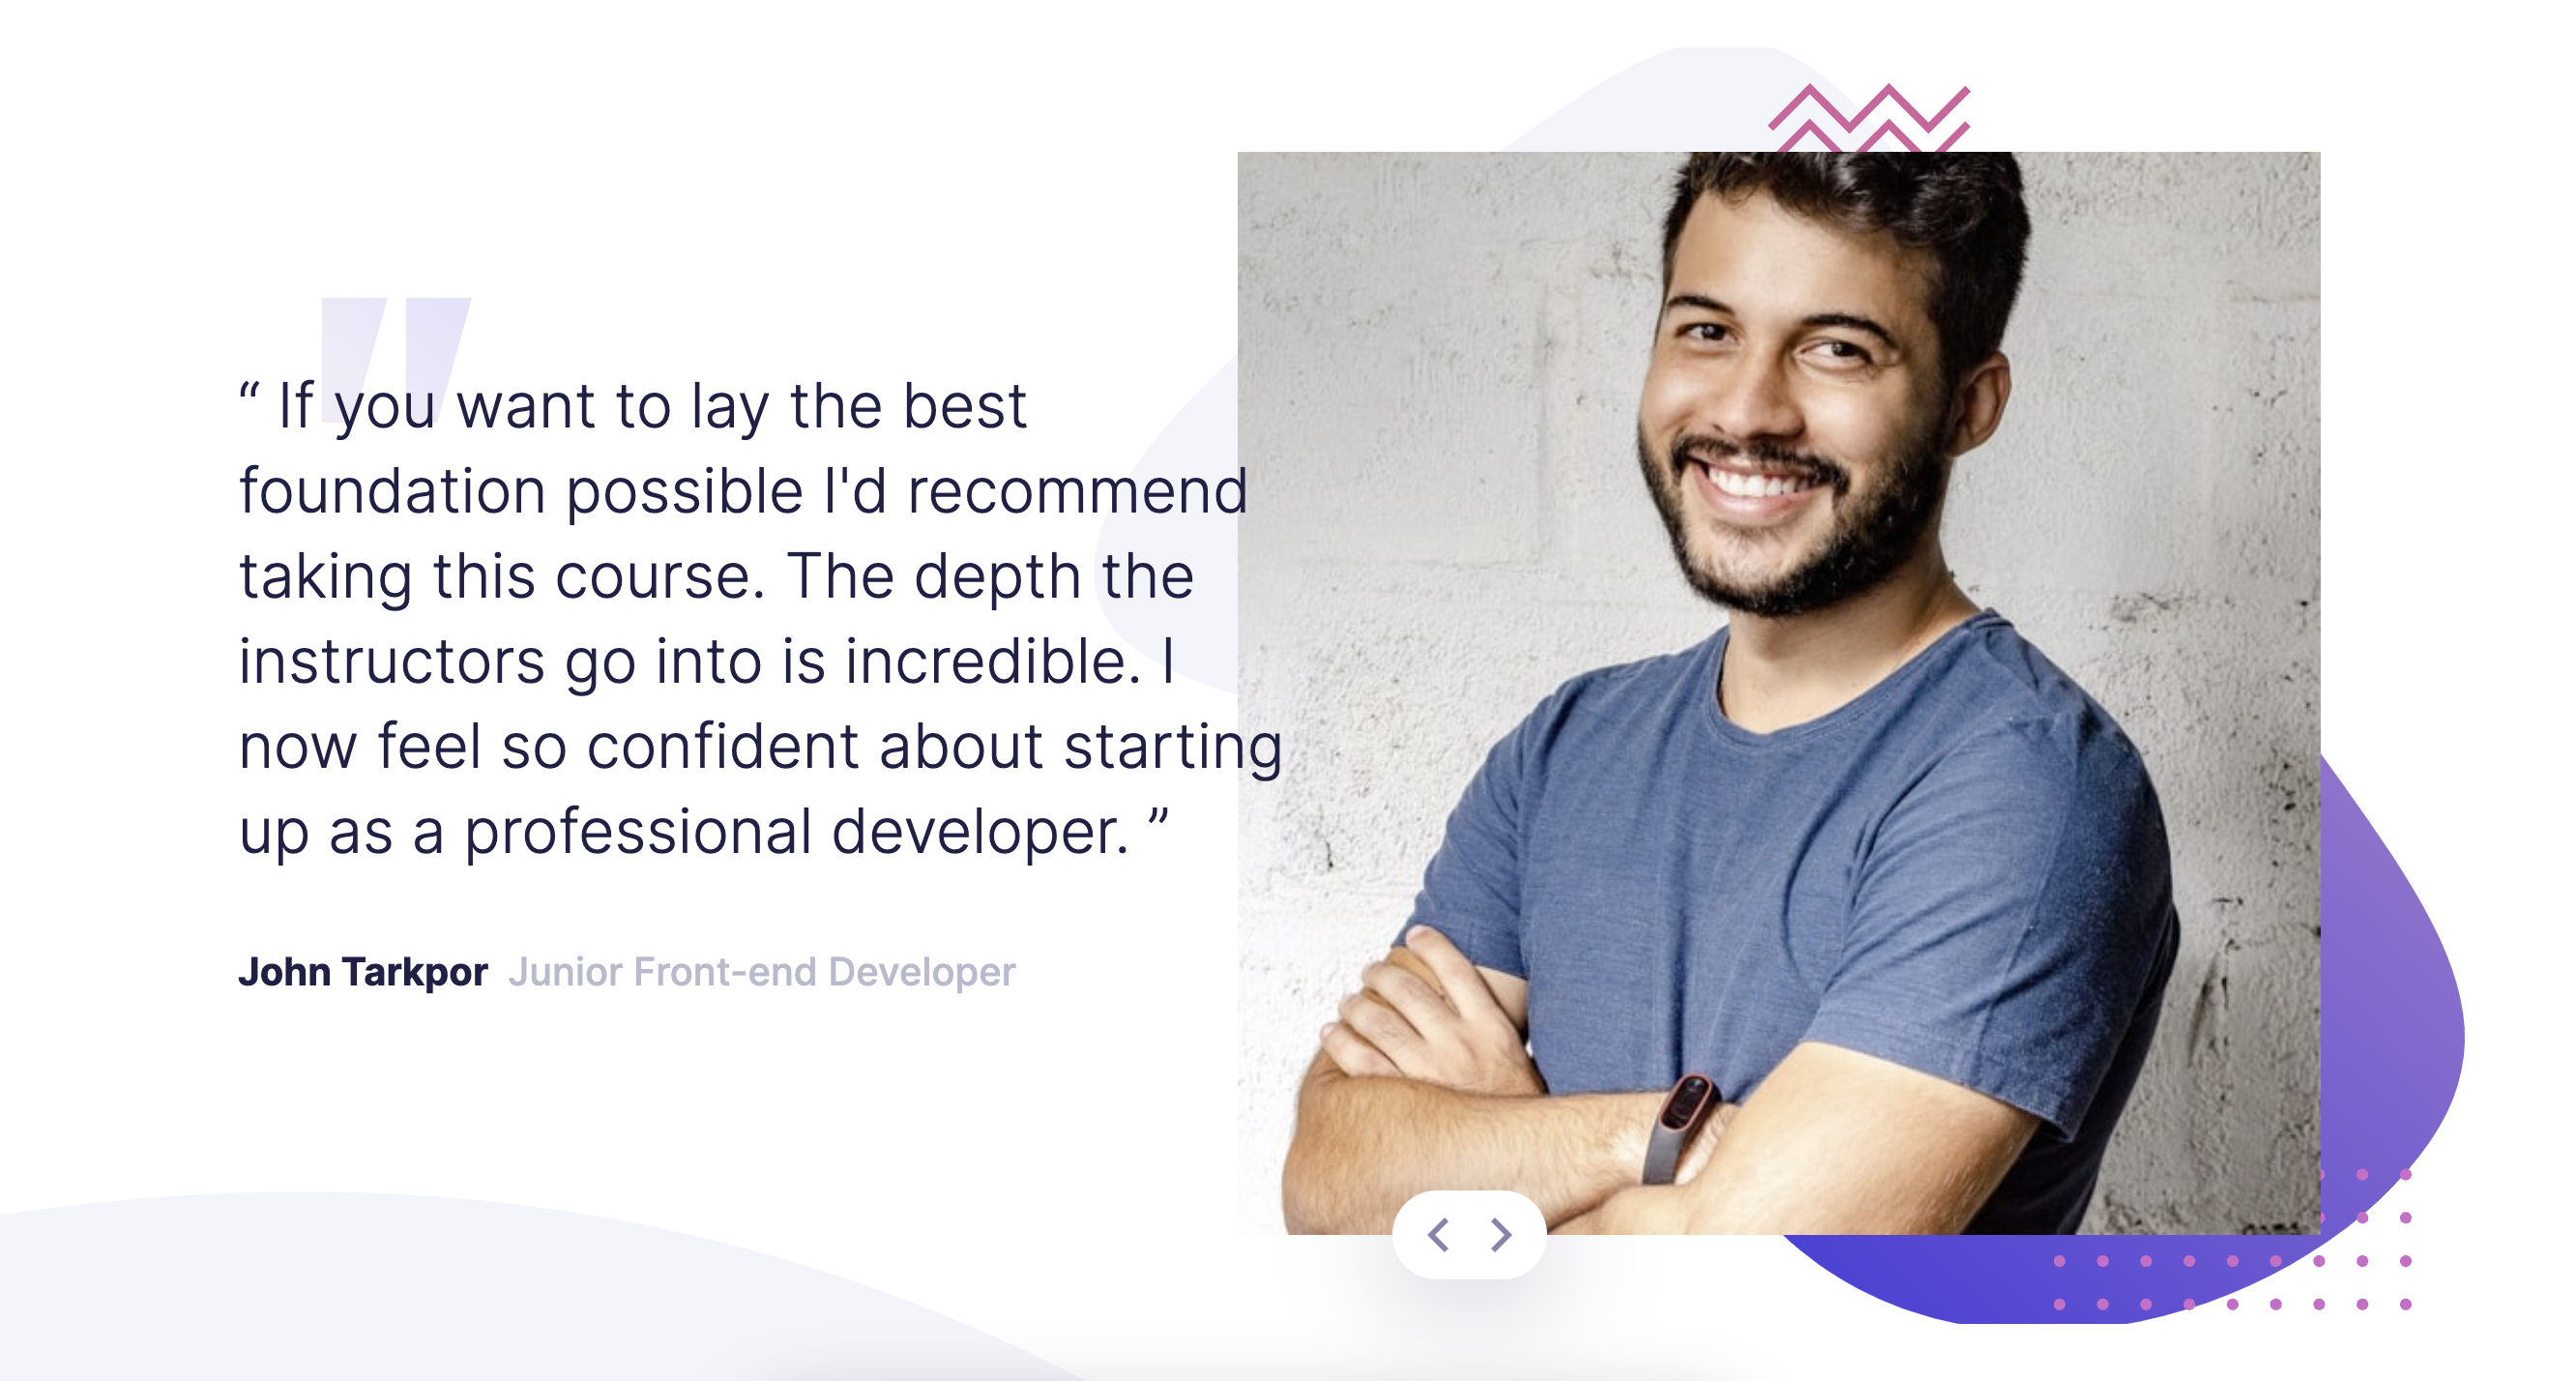 “ If you want to lay the best
foundation possible I'd recommend
taking this course. The depth the
instructors go into is incredible. I
now feel so confident about starting
up as a professional developer. ”
John Tarkpor Junior Front-end Developer